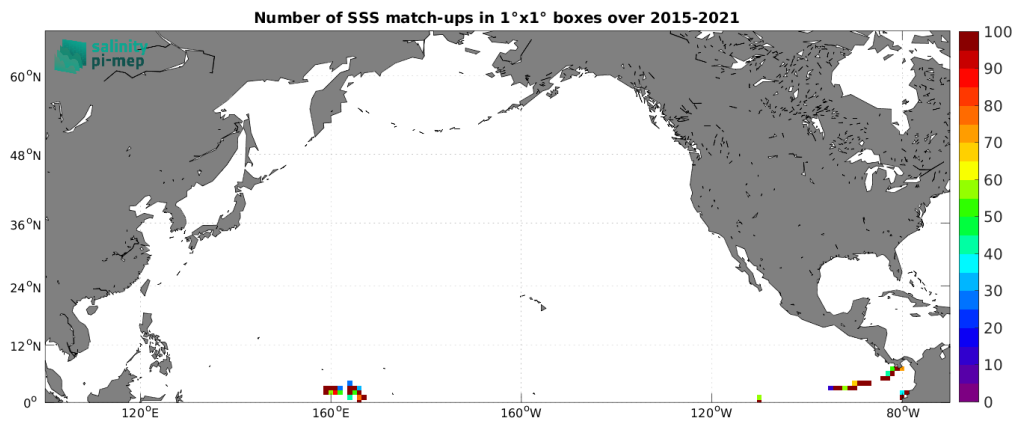 Number of SSS match-ups in 1°x1° boxes over 2015-2021
salinity
pi-mep
60°N
48°N
36°N
24°N
12°N
0°
120°E
160°E
160°W
120°W
80°W
100
90
80
70
60
50
40
30
20
10
0